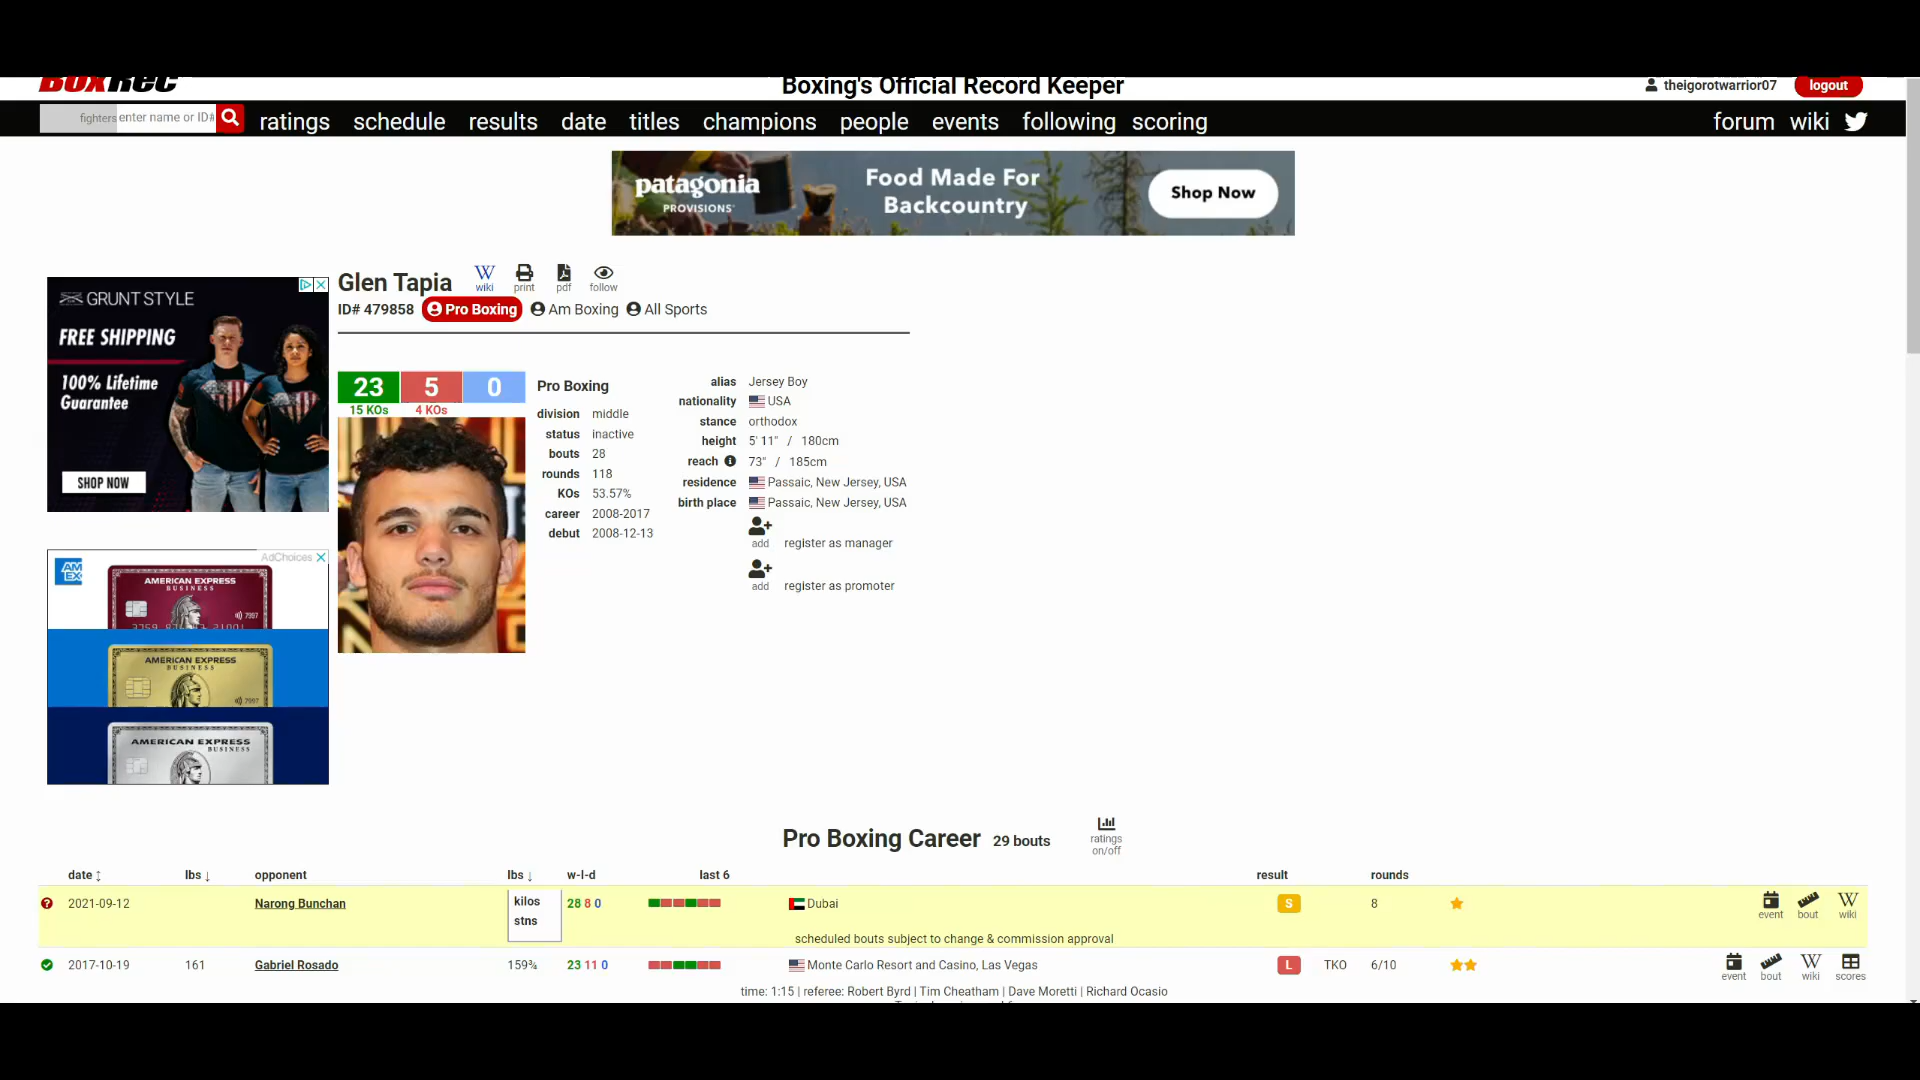 BoxRec
Boxing's Official Record Keeper
theigorotwarrior07
logout
fighters
enter name or ID#
ratings schedule results date titles champions people events following scoring
forum wiki
patagonia
PROVISIONS
Food Made For
Backcountry
Shop Now
GRUNT STYLE
FREE SHIPPING
100% Lifetime
Guarantee
SHOP NOW
Glen Tapia
wiki print pdf follow
ID# 479858 Pro Boxing Am Boxing All Sports
23 5 0
15 KOs 4 KOs
Pro Boxing
division middle
status inactive
bouts 28
rounds 118
KOs 53.57%
career 2008-2017
debut 2008-12-13
alias Jersey Boy
nationality USA
stance orthodox
height 5' 11" / 180cm
reach 73" / 185cm
residence Passaic, New Jersey, USA
birth place Passaic, New Jersey, USA
add register as manager
add register as promoter
AdChoices
AM
EX
AMERICAN EXPRESS
BUSINESS
7997
AMERICAN EXPRESS
BUSINESS
7997
AMERICAN EXPRESS
BUSINESS
Pro Boxing Career 29 bouts
ratings
on/off
date lbs opponent lbs w-l-d last 6 result rounds
2021-09-12 Narong Bunchan 28 8 0 Dubai S 8
kilos
stns
event bout wiki
scheduled bouts subject to change & commission approval
2017-10-19 161 Gabriel Rosado 159¾ 23 11 0 Monte Carlo Resort and Casino, Las Vegas L TKO 6/10
event bout wiki scores
time: 1:15 | referee: Robert Byrd | Tim Cheatham | Dave Moretti | Richard Ocasio